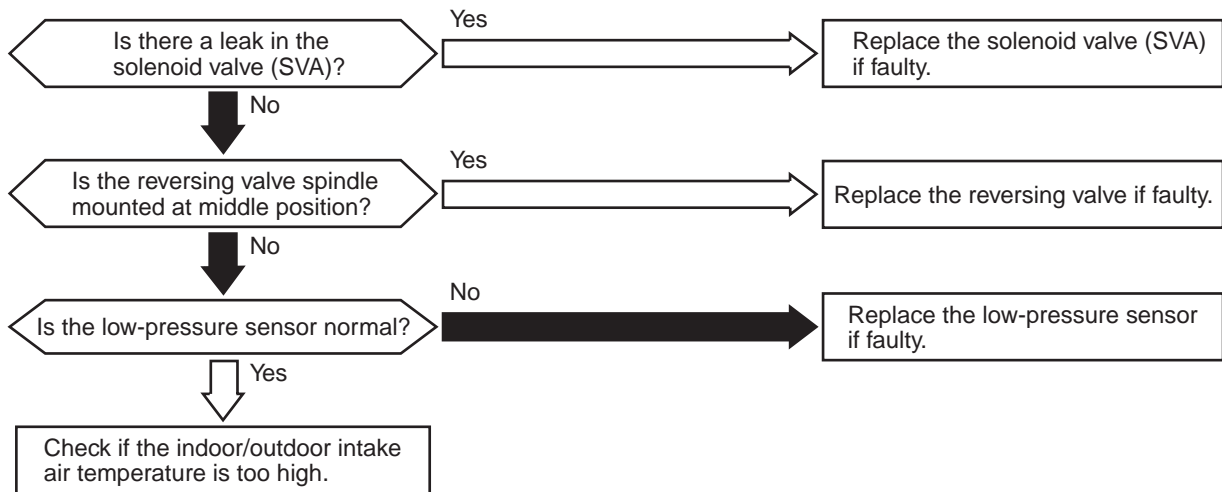 Is there a leak in the
solenoid valve (SVA)?
Yes
Replace the solenoid valve (SVA)
if faulty.
No
Is the reversing valve spindle
mounted at middle position?
Yes
Replace the reversing valve if faulty.
No
Is the low-pressure sensor normal?
No
Replace the low-pressure sensor
if faulty.
Yes
Check if the indoor/outdoor intake
air temperature is too high.